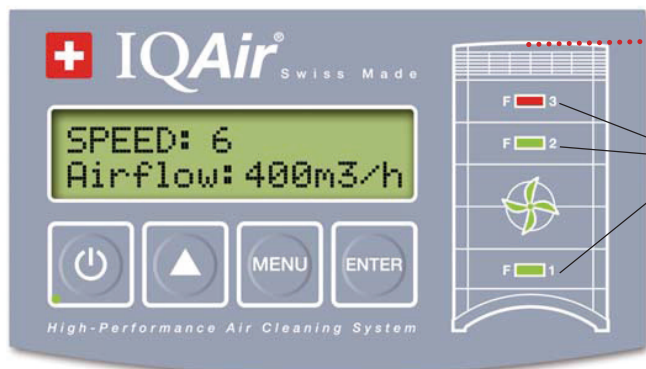 IQAir®
Swiss Made
SPEED: 6
Airflow:400m3/h
MENU
ENTER
High-Performance Air Cleaning System
F 3
F 2
F 1